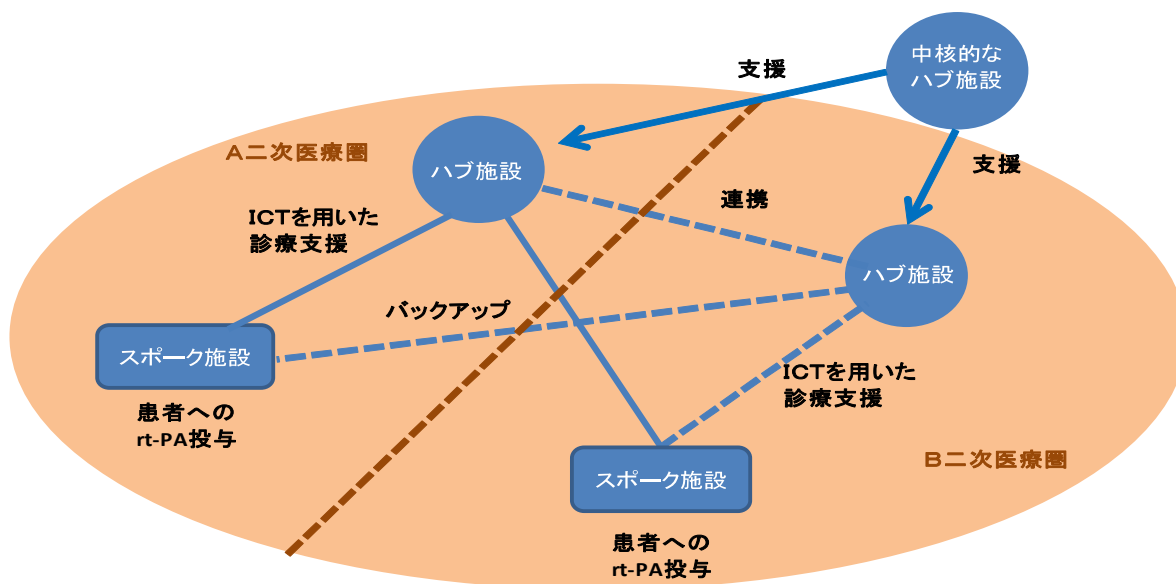 中核的な
ハブ施設
支援
A二次医療圏
ハブ施設
支援
連携
ICTを用いた
診療支援
ハブ施設
バックアップ
スポーク施設
ICTを用いた
診療支援
患者への
rt-PA投与
スポーク施設
B二次医療圏
患者への
rt-PA投与